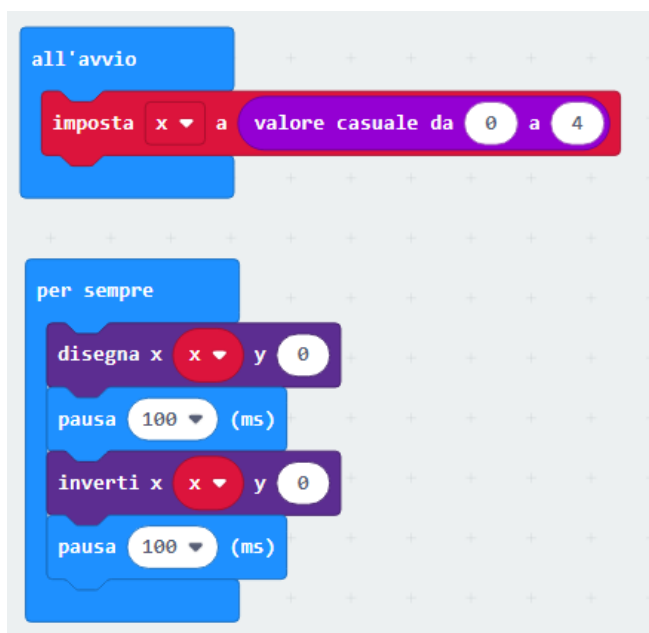 all'avvio
imposta x a valore casuale da 0 a 4
per sempre
disegna x x y 0
pausa 100 (ms)
inverti x x y 0
pausa 100 (ms)